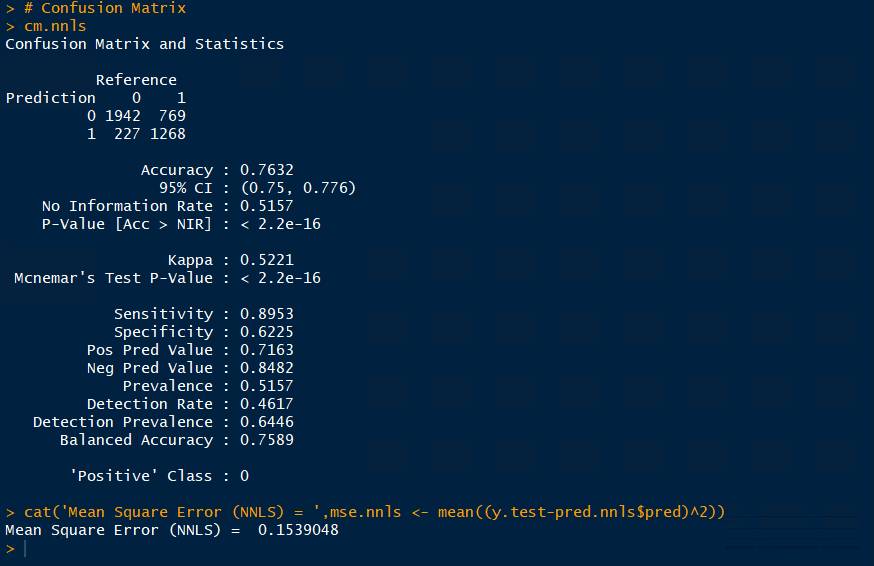 > # Confusion Matrix
> cm.nnls
Confusion Matrix and Statistics
Reference
Prediction 0 1
0 1942 769
1 227 1268
Accuracy : 0.7632
95% CI : (0.75, 0.776)
No Information Rate : 0.5157
P-Value [Acc > NIR] : < 2.2e-16
Kappa : 0.5221
Mcnemar's Test P-Value : < 2.2e-16
Sensitivity : 0.8953
Specificity : 0.6225
Pos Pred Value : 0.7163
Neg Pred Value : 0.8482
Prevalence : 0.5157
Detection Rate : 0.4617
Detection Prevalence : 0.6446
Balanced Accuracy : 0.7589
'Positive' Class : 0
> cat('Mean Square Error (NNLS) = ',mse.nnls <- mean((y.test-pred.nnls$pred)^2))
Mean Square Error (NNLS) =  0.1539048
>